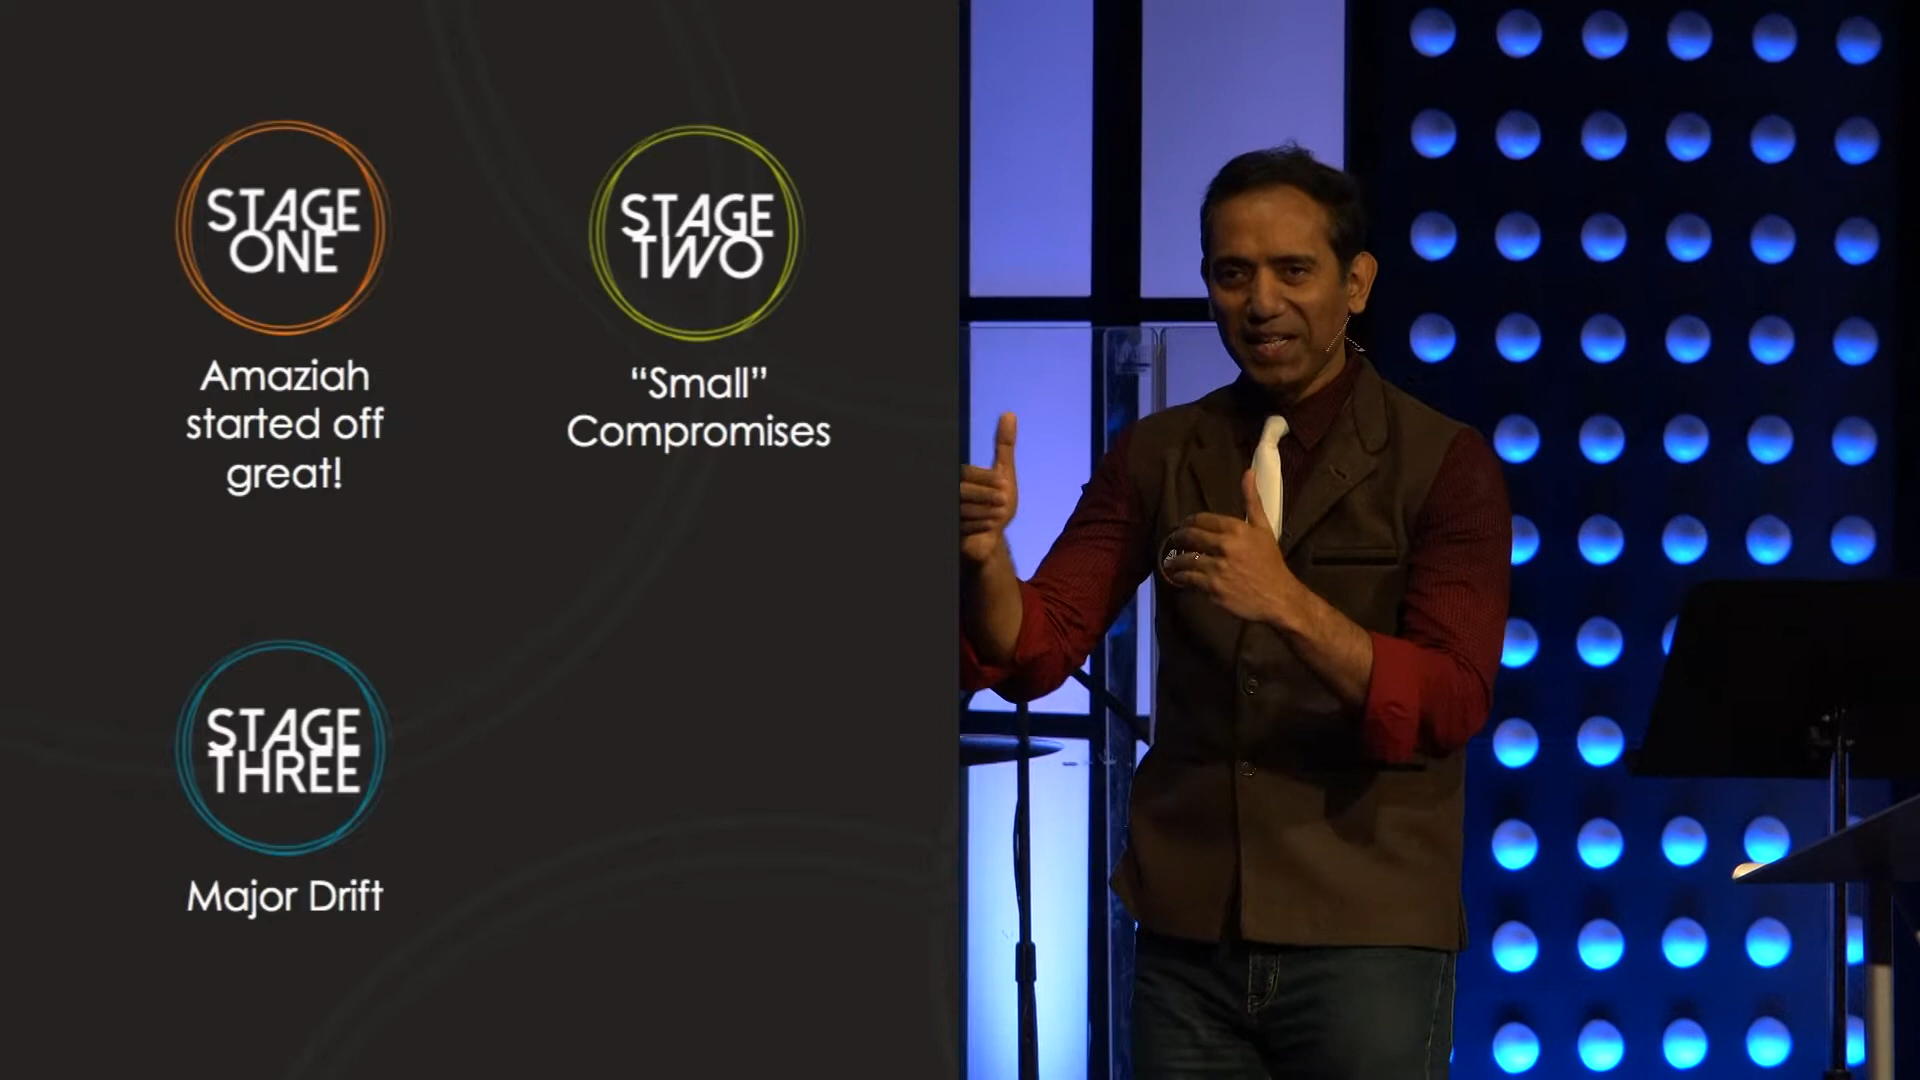 STAGE
ONE
Amaziah
started off
great!
STAGE
TWO
“Small”
Compromises
STAGE
THREE
Major Drift